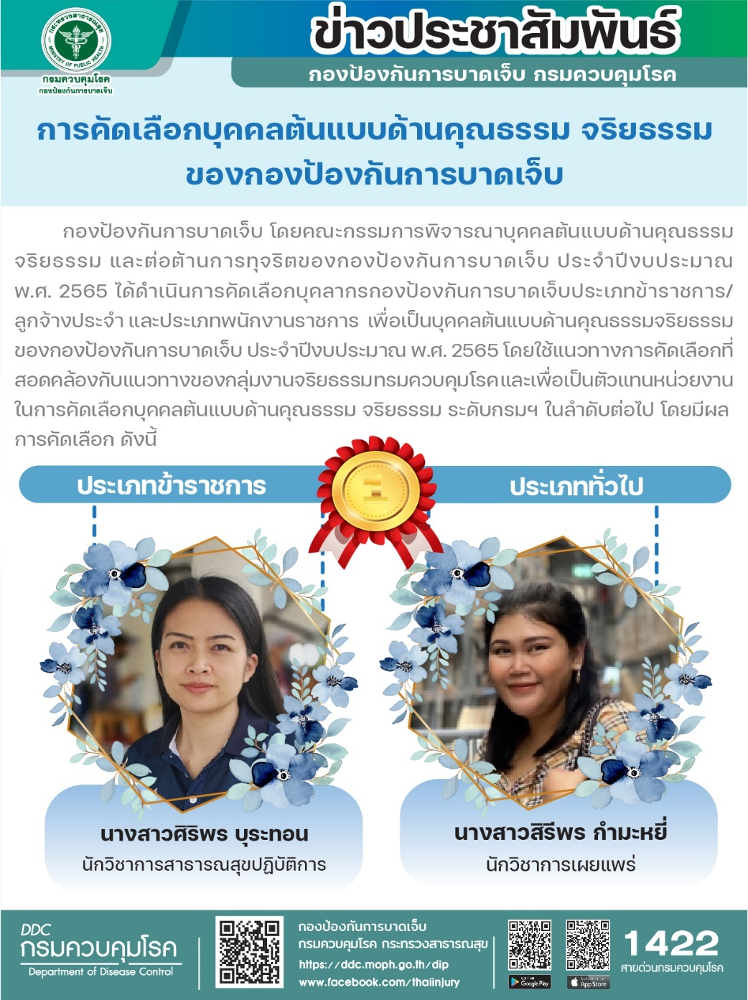 ข่าวประชาสัมพันธ์
กองป้องกันการบาดเจ็บ กรมควบคุมโรค
กระทรวงสาธารณสุข
MINISTRY OF PUBLIC HEALTH
กรมควบคุมโรค
กองป้องกันการบาดเจ็บ
การคัดเลือกบุคคลต้นแบบด้านคุณธรรม จริยธรรม
ของกองป้องกันการบาดเจ็บ
กองป้องกันการบาดเจ็บ โดยคณะกรรมการพิจารณาบุคคลต้นแบบด้านคุณธรรม
จริยธรรม และต่อต้านการทุจริตของกองป้องกันการบาดเจ็บ ประจำปีงบประมาณ
พ.ศ. 2565 ได้ดำเนินการคัดเลือกบุคลากรกองป้องกันการบาดเจ็บประเภทข้าราชการ/
ลูกจ้างประจำ และประเภทพนักงานราชการ เพื่อเป็นบุคคลต้นแบบด้านคุณธรรมจริยธรรม
ของกองป้องกันการบาดเจ็บ ประจำปีงบประมาณ พ.ศ. 2565 โดยใช้แนวทางการคัดเลือกที่
สอดคล้องกับแนวทางของกลุ่มงานจริยธรรมทรมควบคุมโรคและเพื่อเป็นตัวแทนหน่วยงาน
ในการคัดเลือกบุคคลต้นแบบด้านคุณธรรม จริยธรรม ระดับกรมฯ ในลำดับต่อไป โดยมีผล
การคัดเลือก ดังนี้
ประเภทข้าราชการ
1
ประเภททั่วไป
นางสาวศิริพร บุระทอน
นักวิชาการสาธารณสุขปฏิบัติการ
นางสาวสิรีพร กำมะหยี่
นักวิชาการเผยแพร่
DDC
กรมควบคุมโรค
Department of Disease Control
กองป้องกันการบาดเจ็บ
กรมควบคุมโรค กระทรวงสาธารณสุข
https://ddc.moph.go.th/dip
www.facebook.com/thaiinjury
Google Play
App Store
1422
สายด่วนกรมควบคุมโรค